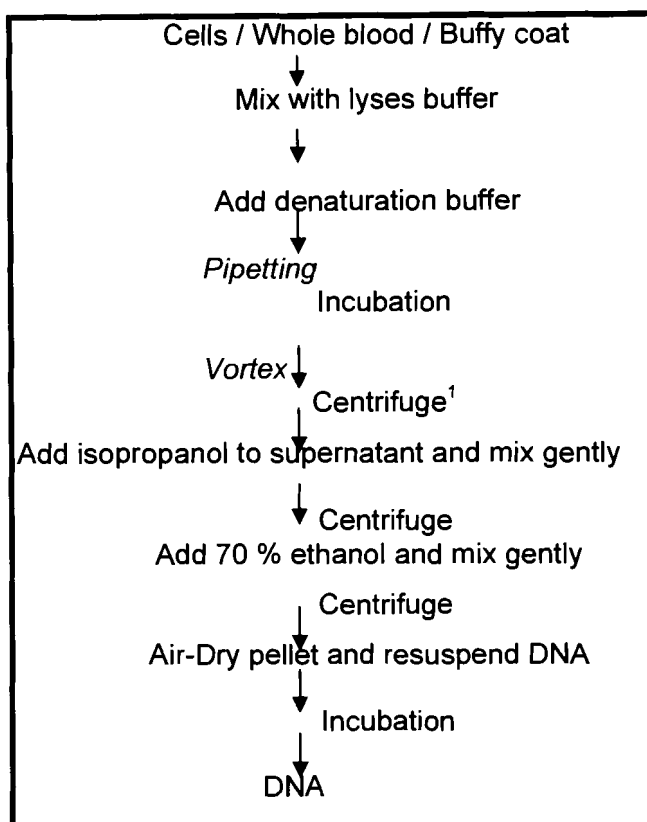 Cells / Whole blood / Buffy coat
Mix with lyses buffer
Add denaturation buffer
Pipetting
Incubation
Vortex
Centrifuge¹
Add isopropanol to supernatant and mix gently
Centrifuge
Add 70 % ethanol and mix gently
Centrifuge
Air-Dry pellet and resuspend DNA
Incubation
DNA